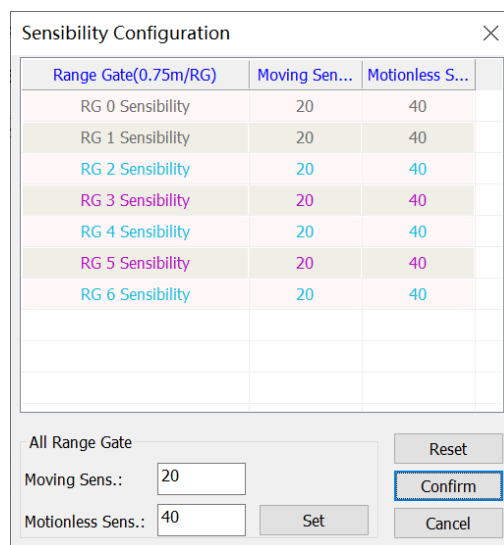 Sensibility Configuration
Range Gate(0.75m/RG) Moving Sen... Motionless S...
RG 0 Sensibility 20 40
RG 1 Sensibility 20 40
RG 2 Sensibility 20 40
RG 3 Sensibility 20 40
RG 4 Sensibility 20 40
RG 5 Sensibility 20 40
RG 6 Sensibility 20 40
All Range Gate
Reset
Moving Sens.: 20
Confirm
Motionless Sens.: 40 Set Cancel